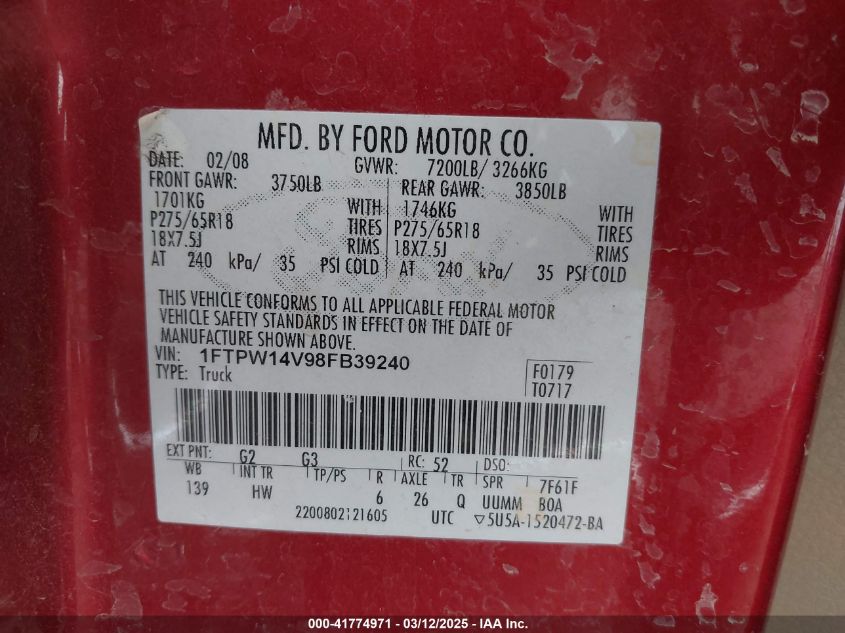 MFD. BY FORD MOTOR CO.
DATE: 02/08 GVWR: 7200LB/ 3266KG
FRONT GAWR: 3750LB REAR GAWR: 3850LB
1701KG WITH 1746KG WITH
P275/65R18 TIRES P275/65R18 TIRES
18X7.5J RIMS 18X7.5J RIMS
AT 240 kPa/ 35 PSI COLD AT 240 kPa/ 35 PSI COLD
THIS VEHICLE CONFORMS TO ALL APPLICABLE FEDERAL MOTOR
VEHICLE SAFETY STANDARDS IN EFFECT ON THE DATE OF
MANUFACTURE SHOWN ABOVE.
VIN: 1FTPW14V98FB39240 F0179
TYPE: Truck T0717
EXT PNT: G2 G3 RC: 52 DSO:
WB INT TR TP/PS R AXLE TR SPR 7F61F
139 HW 6 26 Q UUMM BOA
2200802121605 UTC ▽5U5A-1520472-BA
000-41774971 - 03/12/2025 - IAA Inc.